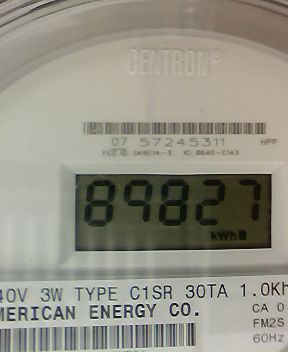 CENTRON®
07 57245311 HPP
89827
kWh
40V 3W TYPE C1SR 30TA 1.0Kh
MERICAN ENERGY CO.
CA 0
FM2S
60Hz